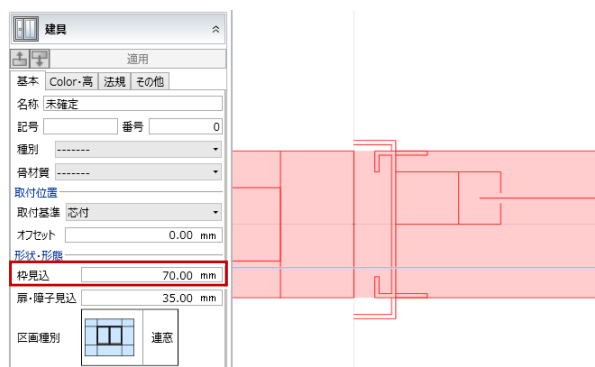 建具
適用
基本 Color・高 法規 その他
名称 未確定
記号 番号 0
種別 -------
骨材質 -------
取付位置
取付基準 芯付
オフセット 0.00 mm
形状・形態
枠見込 70.00 mm
扉・障子見込 35.00 mm
区画種別 連窓